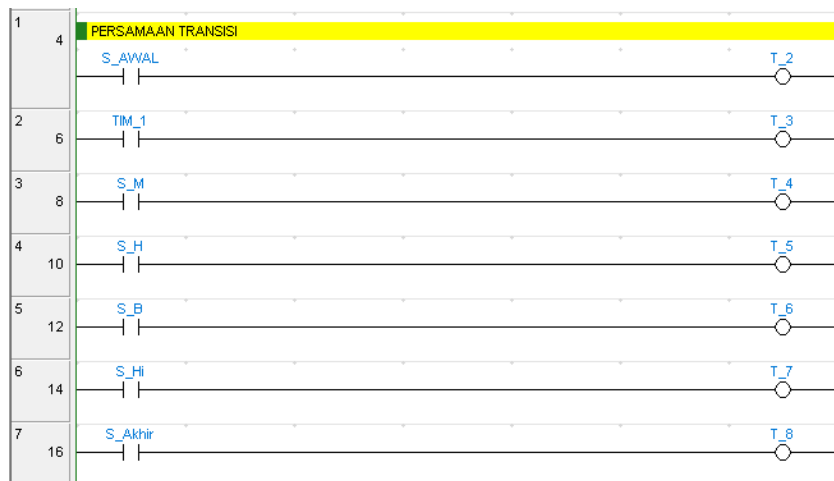 1
4
PERSAMAAN TRANSISI
S_AWAL T_2
2
6
TIM_1 T_3
3
8
S_M T_4
4
10
S_H T_5
5
12
S_B T_6
6
14
S_Hi T_7
7
16
S_Akhir T_8